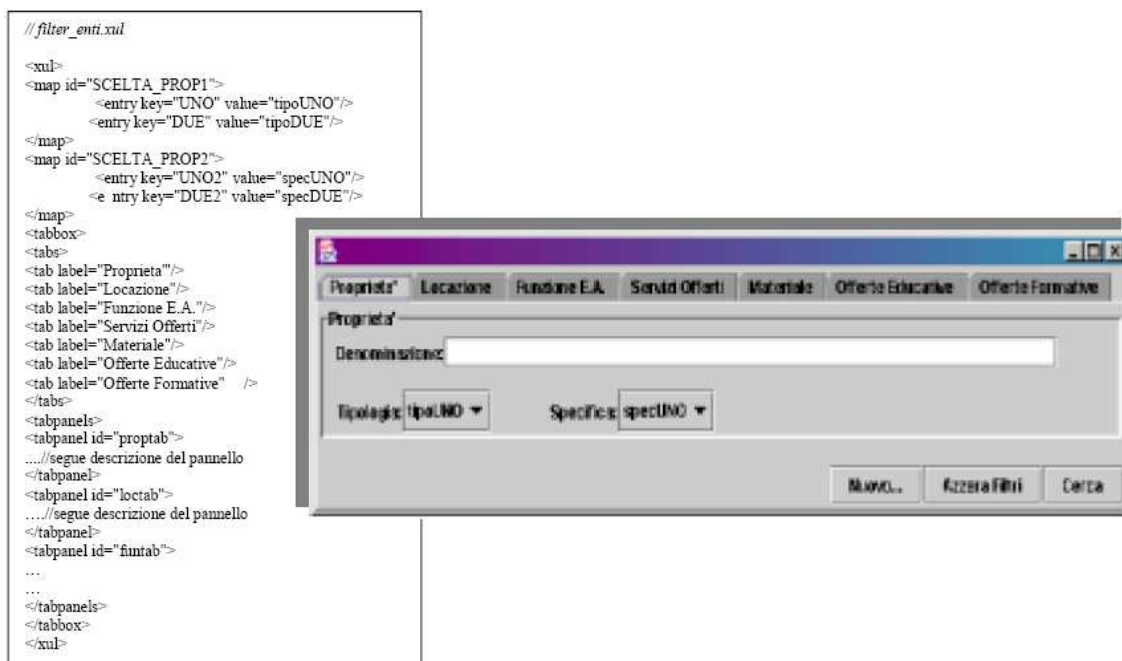 // filter_enti.xul
<xul>
<map id="SCELTA_PROP1">
<entry key="UNO" value="tipoUNO"/>
<entry key="DUE" value="tipoDUE"/>
</map>
<map id="SCELTA_PROP2">
<entry key="UNO2" value="specUNO"/>
<e ntry key="DUE2" value="specDUE"/>
</map>
<tabbox>
<tabs>
<tab label="Proprieta'"/>
<tab label="Locazione"/>
<tab label="Funzione E.A."/>
<tab label="Servizi Offerti"/>
<tab label="Materiale"/>
<tab label="Offerte Educative"/>
<tab label="Offerte Formative" />
</tabs>
<tabpanels>
<tabpanel id="proptab">
....//segue descrizione del pannello
</tabpanel>
<tabpanel id="loctab">
….//segue descrizione del pannello
</tabpanel>
<tabpanel id="funtab">
…
…
</tabpanels>
</tabbox>
</xul>
Proprieta' Locazione Funzione E.A. Servizi Offerti Materiale Offerte Educative Offerte Formative
Proprieta'
Denominazione:
Tipologia: tipoUNO Specifica: specUNO
Nuovo... Azzera Filtri Cerca